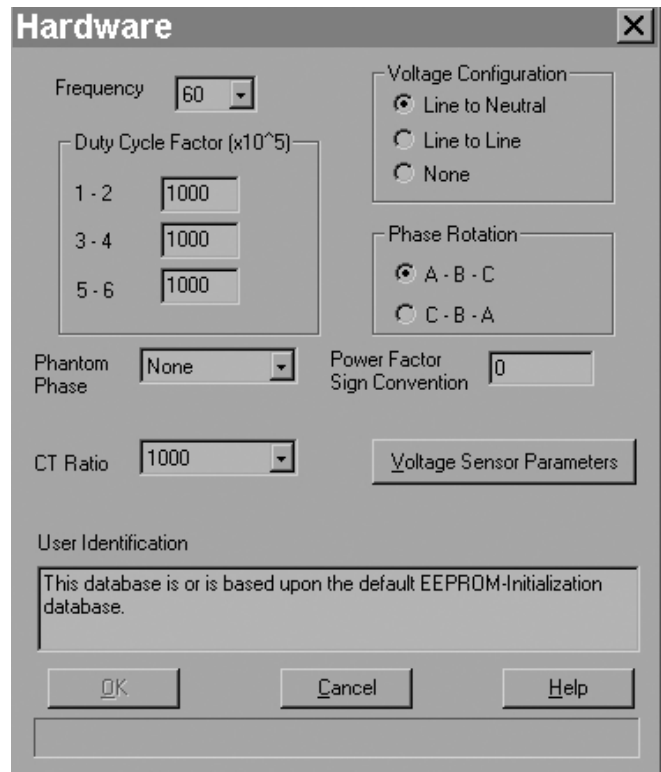 Hardware
Frequency 60
Duty Cycle Factor (x10^5)
1 - 2 1000
3 - 4 1000
5 - 6 1000
Voltage Configuration
Line to Neutral
Line to Line
None
Phase Rotation
A - B - C
C - B - A
Phantom
Phase
None
Power Factor
Sign Convention
0
CT Ratio 1000
Voltage Sensor Parameters
User Identification
This database is or is based upon the default EEPROM-Initialization
database.
OK Cancel Help